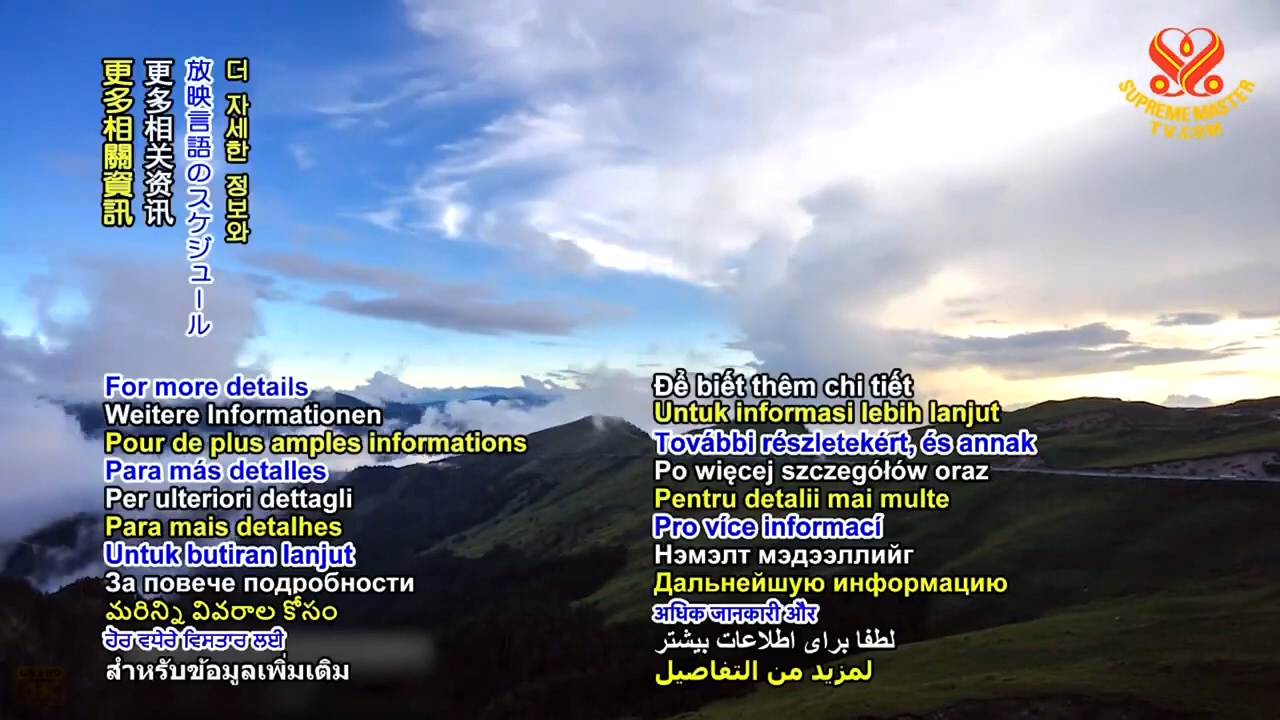 更多相關資訊
更多相关资讯
放映言語のスケジュール
더 자세한 정보와
SUPREME MASTER
TV.COM
For more details
Weitere Informationen
Pour de plus amples informations
Para más detalles
Per ulteriori dettagli
Para mais detalhes
Untuk butiran lanjut
За повече подробности
మరిన్ని వివరాల కోసం
ਹੋਰ ਵਧੇਰੇ ਵਿਸਤਾਰ ਲਈ
สำหรับข้อมูลเพิ่มเติม
Để biết thêm chi tiết
Untuk informasi lebih lanjut
További részletekért, és annak
Po więcej szczegółów oraz
Pentru detalii mai multe
Pro více informací
Нэмэлт мэдээллийг
Дальнейшую информацию
अधिक जानकारी और
لطفا برای اطلاعات بیشتر
لمزيد من التفاصيل